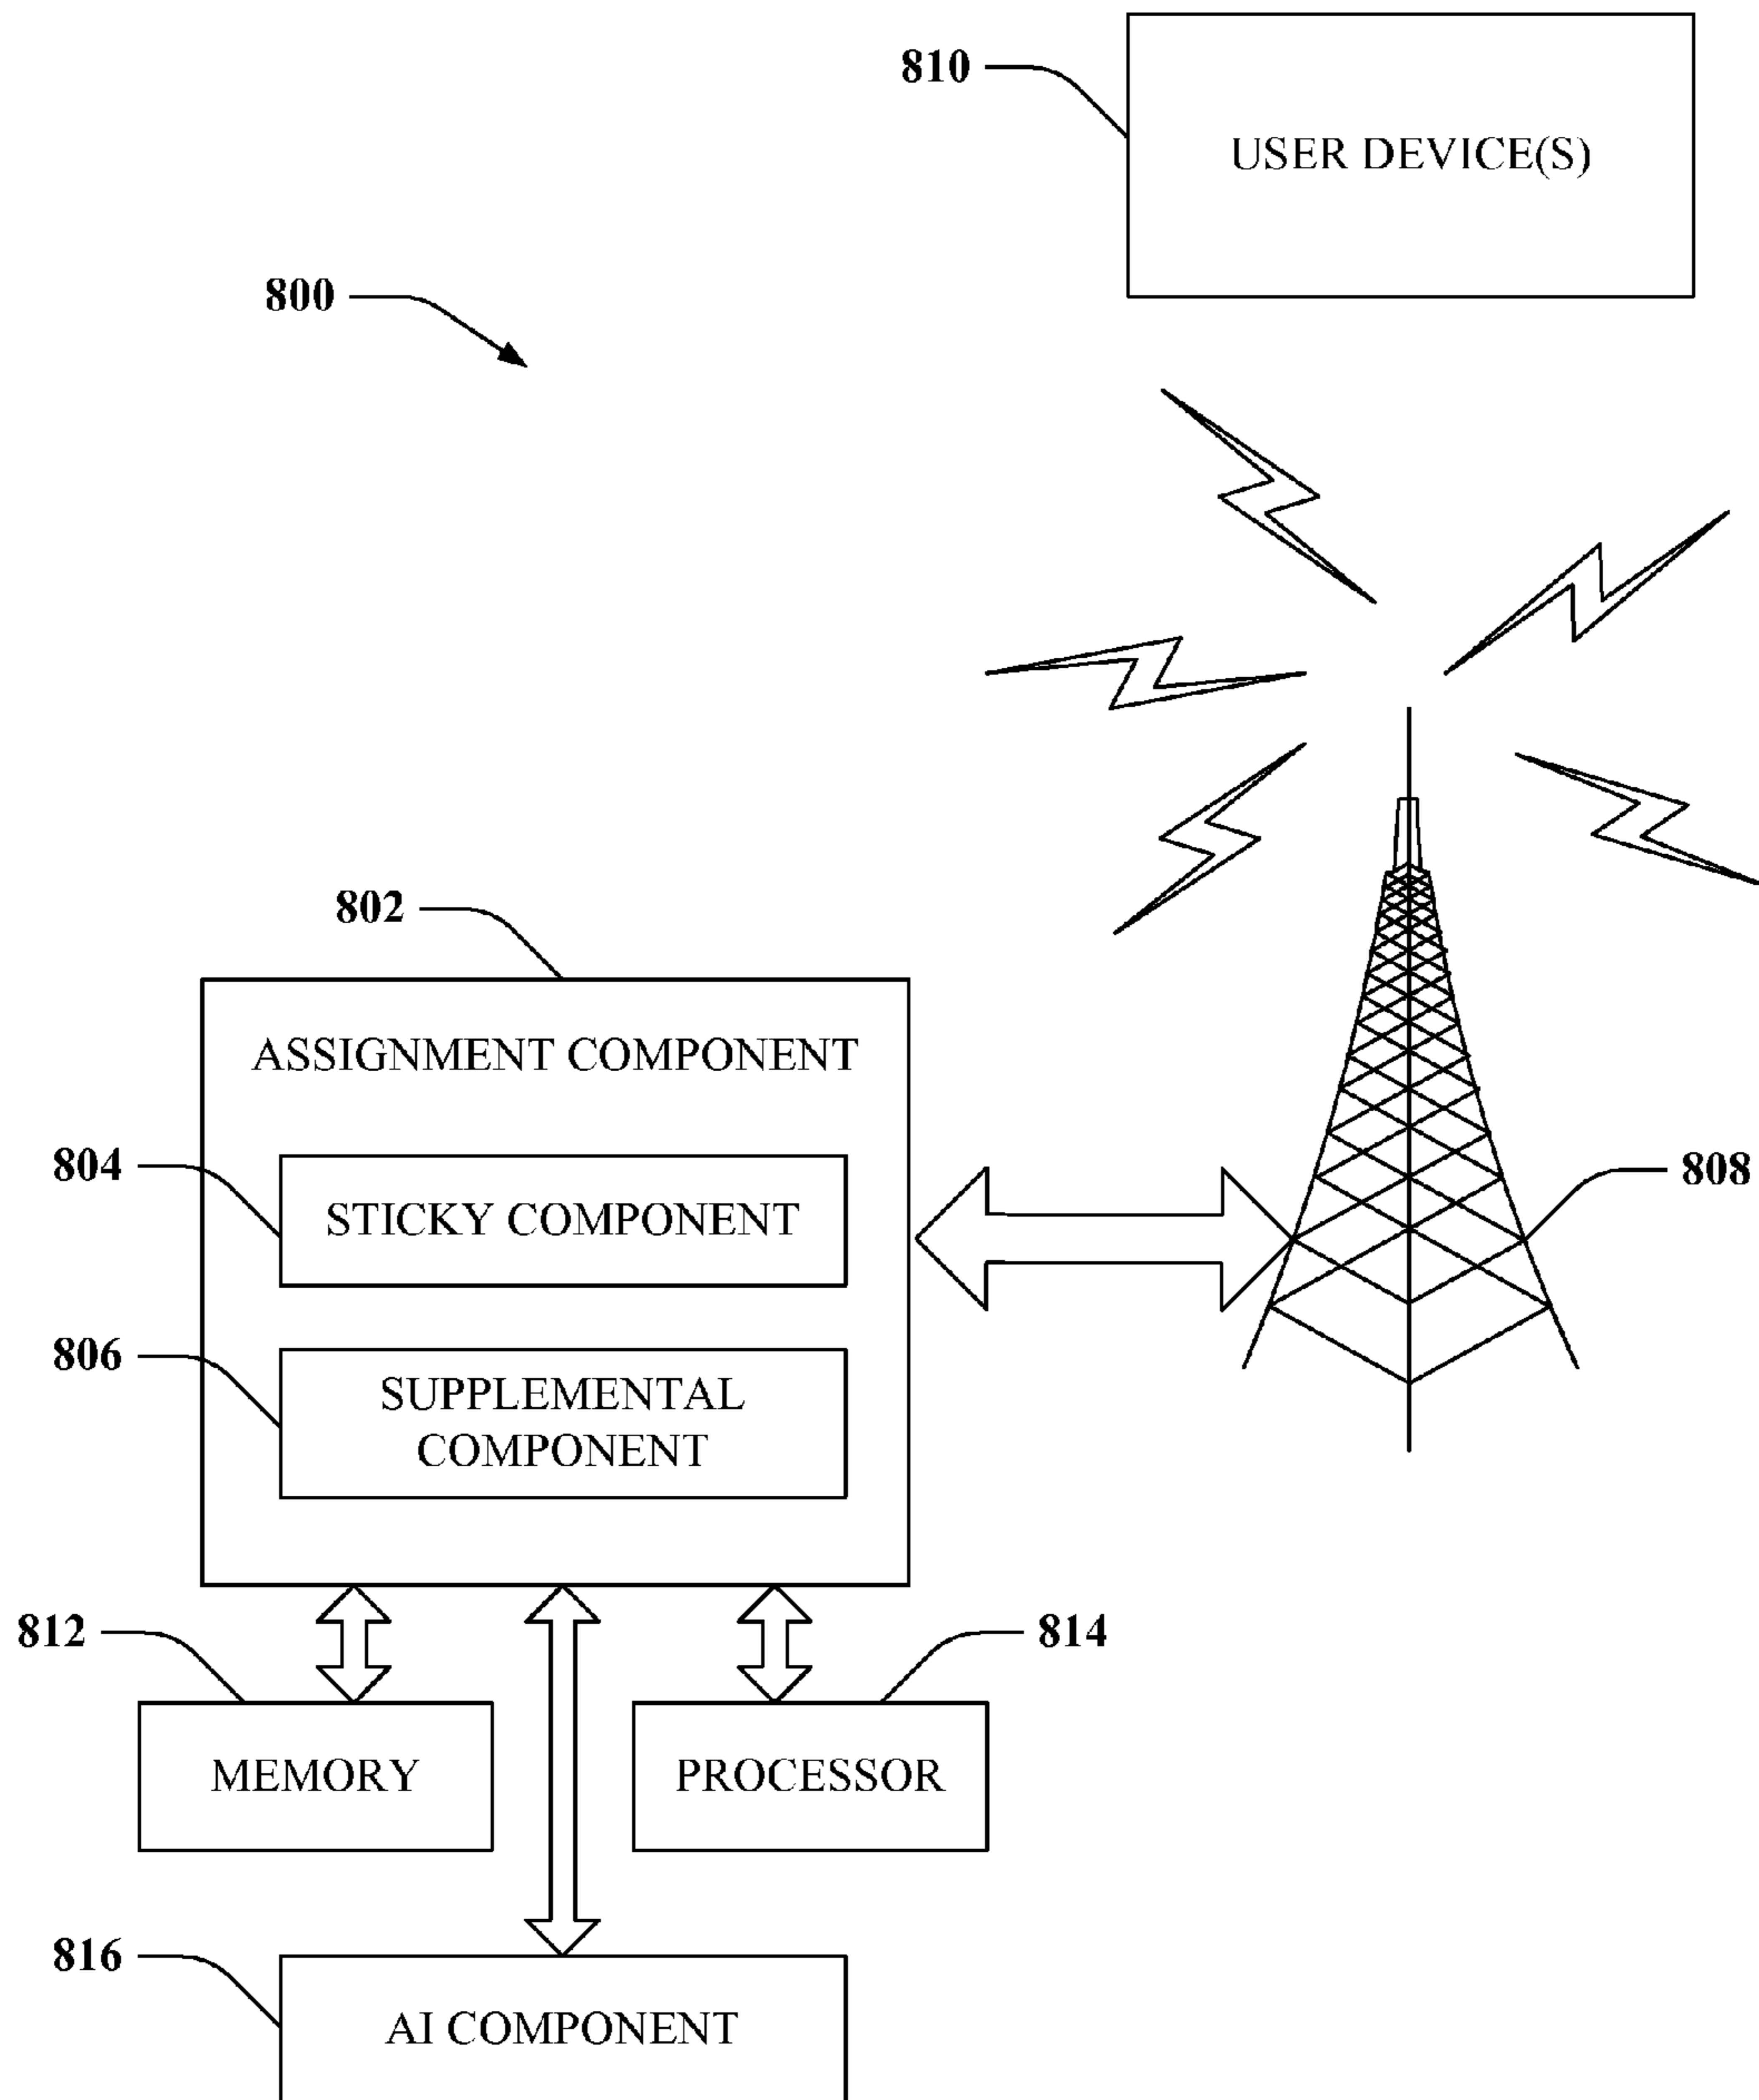 810
USER DEVICE(S)
800
802
ASSIGNMENT COMPONENT
804
STICKY COMPONENT
808
806
SUPPLEMENTAL
COMPONENT
812
814
MEMORY
PROCESSOR
816
AI COMPONENT